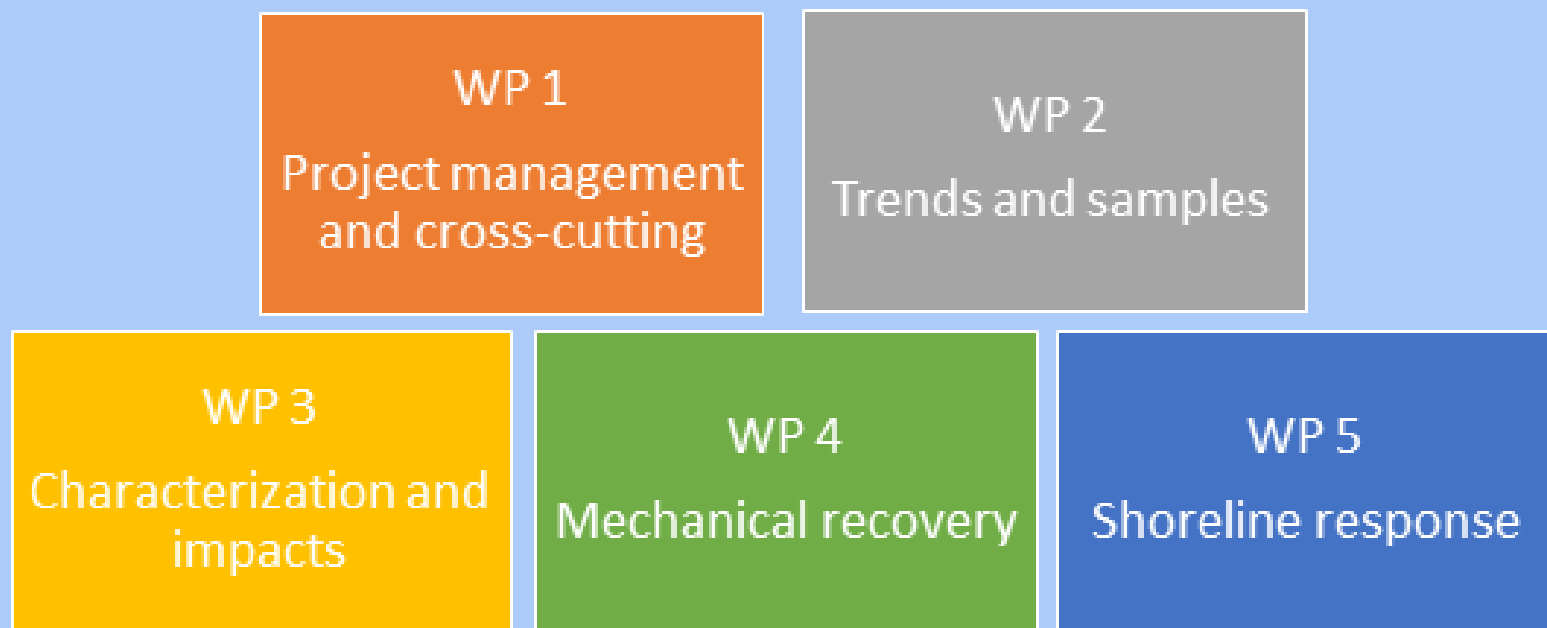 WP 1
Project management
and cross-cutting
WP 2
Trends and samples
WP 3
Characterization and
impacts
WP 4
Mechanical recovery
WP 5
Shoreline response